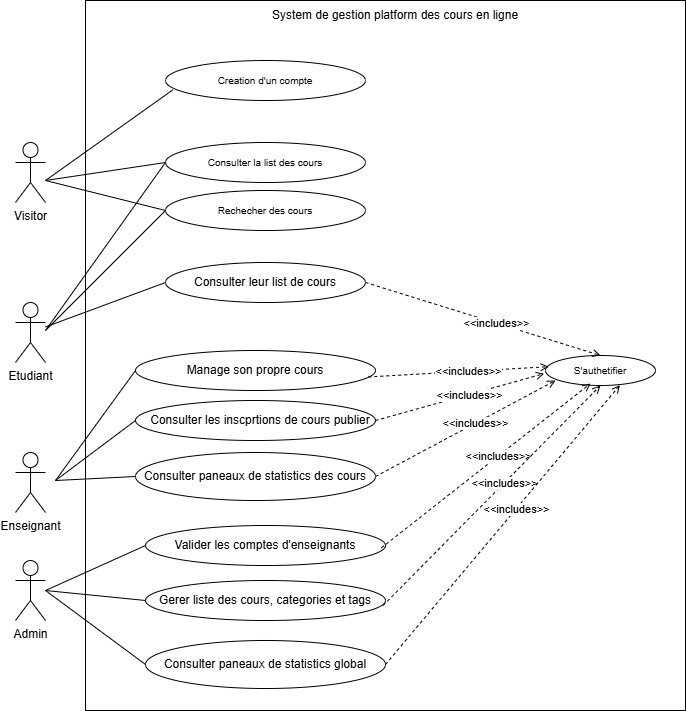 System de gestion platform des cours en ligne
Creation d'un compte
Consulter la list des cours
Visitor
Rechecher des cours
Consulter leur list de cours
<<includes>>
Etudiant
Manage son propre cours
<<includes>>
S'authetifier
<<includes>>
Consulter les inscprtions de cours publier
<<includes>>
<<includes>>
Consulter paneaux de statistics des cours
<<includes>>
<<includes>>
Enseignant
Valider les comptes d'enseignants
Gerer liste des cours, categories et tags
Admin
Consulter paneaux de statistics global